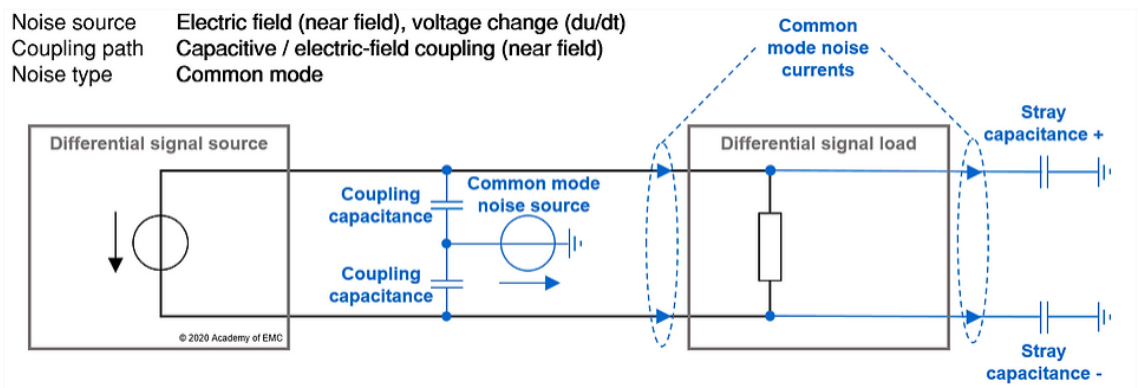 Noise source Electric field (near field), voltage change (du/dt)
Coupling path Capacitive / electric-field coupling (near field)
Noise type Common mode
Common
mode noise
currents
Differential signal source
Differential signal load
Stray
capacitance +
Coupling
capacitance
Common mode
noise source
Coupling
capacitance
© 2020 Academy of EMC
Stray
capacitance -